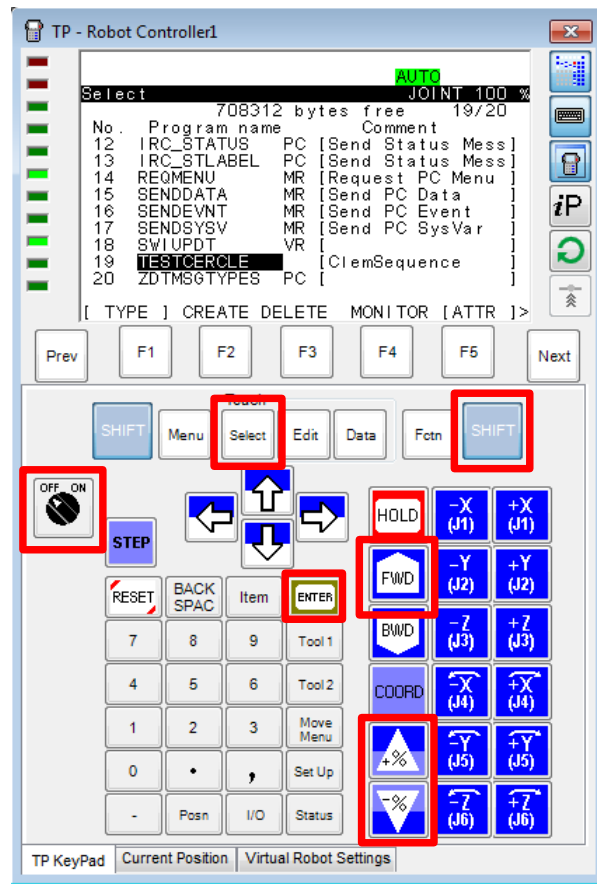 TP - Robot Controller1
AUTO
Select JOINT 100 %
708312 bytes free 19/20
No. Program name Comment
12 IRC_STATUS PC [Send Status Mess]
13 IRC_STLABEL PC [Send Status Mess]
14 REQMENU MR [Request PC Menu ]
15 SENDDATA MR [Send PC Data ]
16 SENDEVNT MR [Send PC Event ]
17 SENDSYSV MR [Send PC SysVar ]
18 SWIUPDT VR [ ]
19 TESTCERCLE [ClemSequence ]
20 ZDTMSGTYPES PC [ ]
[ TYPE ] CREATE DELETE MONITOR [ATTR ]>
iP
Prev F1 F2 F3 F4 F5 Next
Touch
SHIFT Menu Select Edit Data Fctn SHIFT
OFF ON
STEP
HOLD -X (J1) +X (J1)
FWD -Y (J2) +Y (J2)
RESET BACK SPAC Item ENTER
BWD -Z (J3) +Z (J3)
7 8 9 Tool 1
COORD -X (J4) +X (J4)
4 5 6 Tool 2
1 2 3 Move Menu
+% -Y (J5) +Y (J5)
0 . , Set Up
-% -Z (J6) +Z (J6)
- Posn I/O Status
TP KeyPad Current Position Virtual Robot Settings